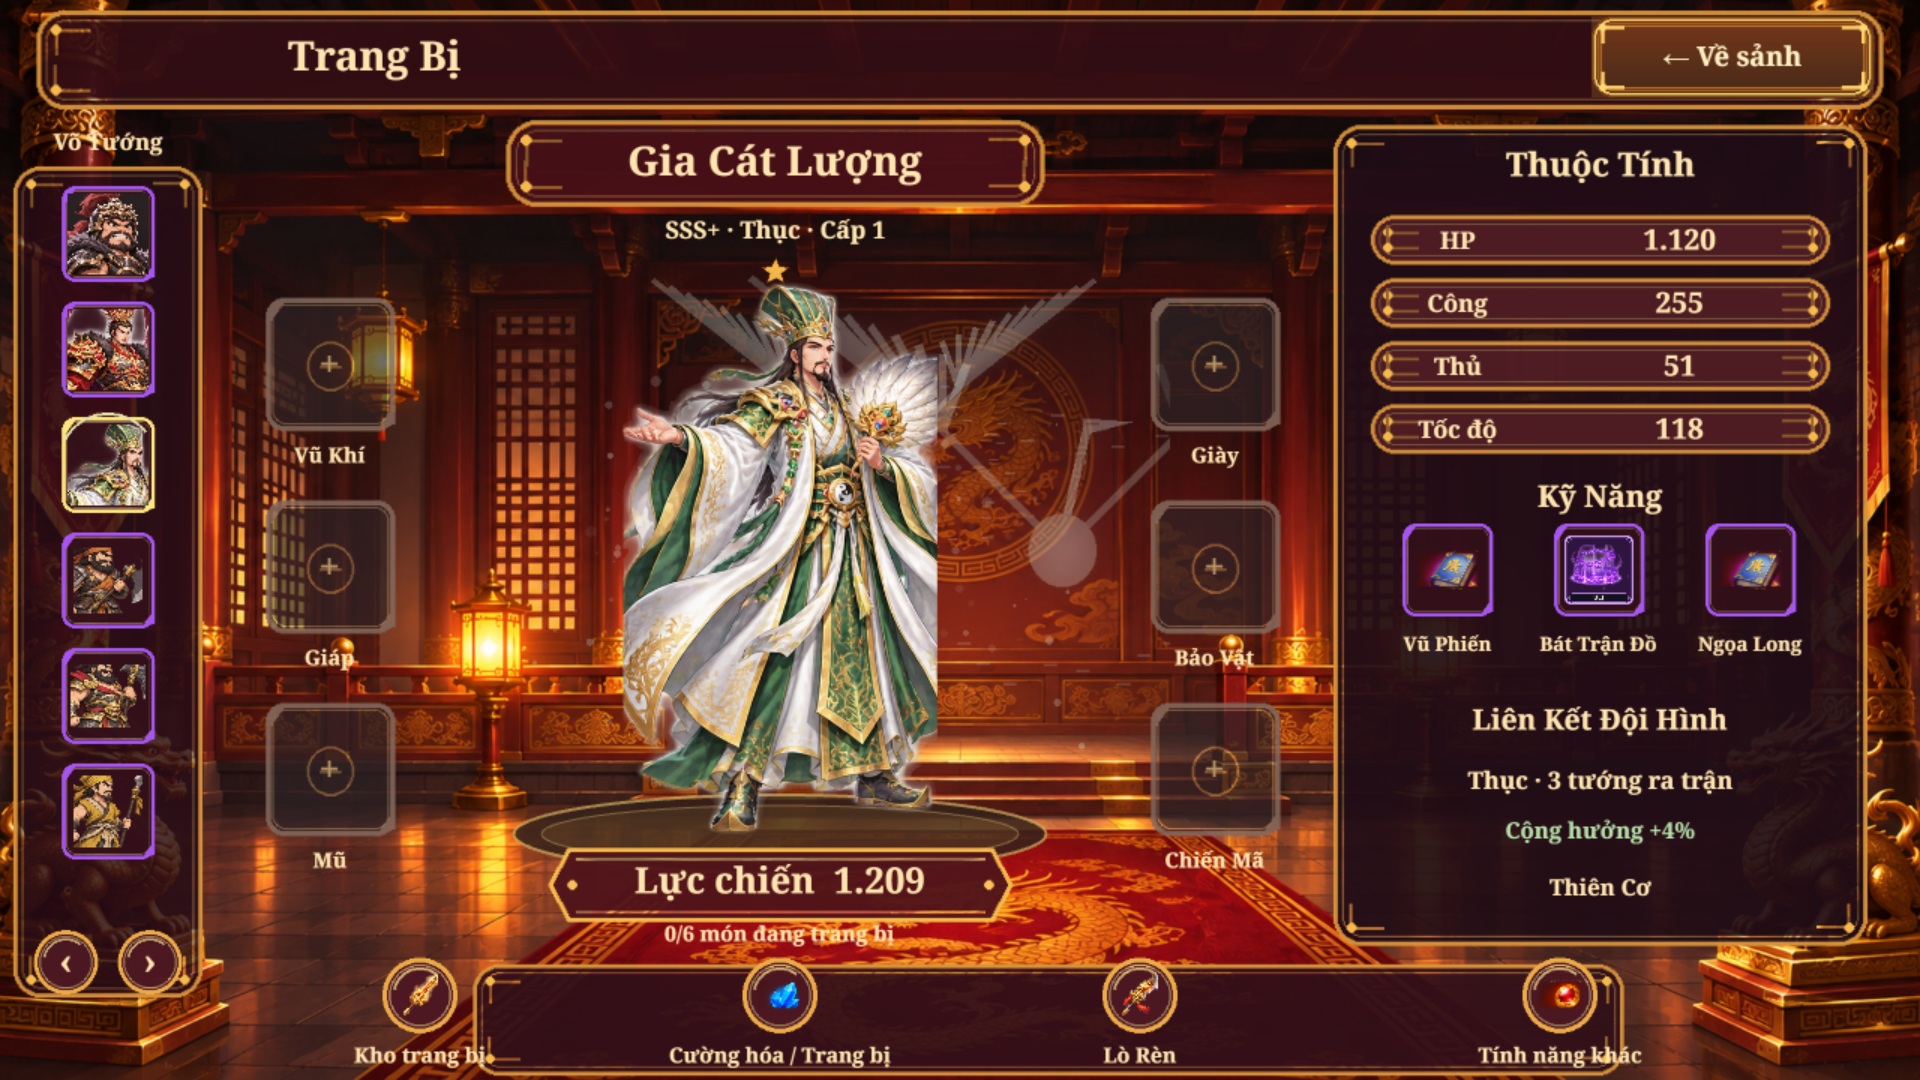 Trang Bị
← Về sảnh
Võ Tướng
Gia Cát Lượng
SSS+ · Thục · Cấp 1
Vũ Khí
Giáp
Mũ
Giày
Bảo Vật
Chiến Mã
Lực chiến 1.209
0/6 món đang trang bị
Thuộc Tính
HP 1.120
Công 255
Thủ 51
Tốc độ 118
Kỹ Năng
Vũ Phiến
Bát Trận Đồ
Ngọa Long
Liên Kết Đội Hình
Thục · 3 tướng ra trận
Cộng hưởng +4%
Thiên Cơ
Kho trang bị
Cường hóa / Trang bị
Lò Rèn
Tính năng khác